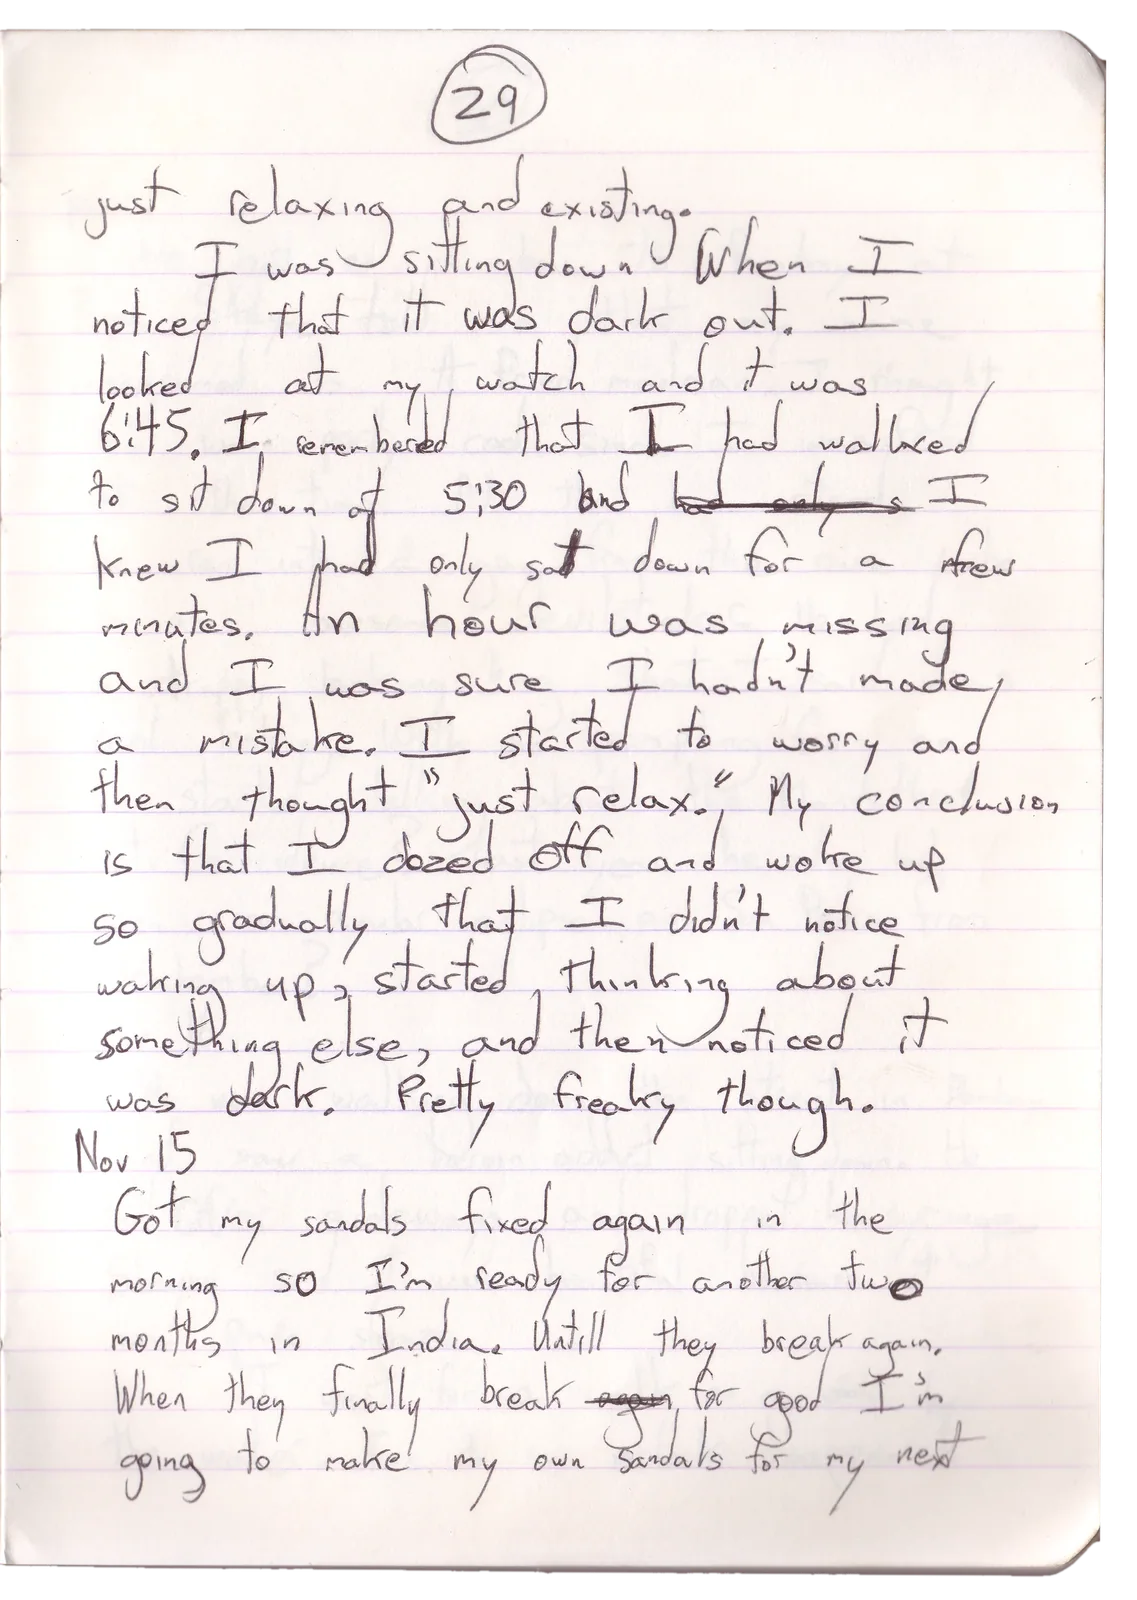 29
just relaxing and existing.
I was sitting down When I
noticed that it was dark out. I
looked at my watch and it was
6:45. I remembered that I had walked
to sit down at 5:30 and had only s I
knew I had only sat down for a few
minutes. An hour was missing
and I was sure I hadn't made
a mistake. I started to worry and
then thought "just relax." My conclusion
is that I dozed off and woke up
so gradually that I didn't notice
waking up, started thinking about
something else, and then noticed it
was dark. Pretty freaky though.
Nov 15
Got my sandals fixed again in the
morning so I'm ready for another two
months in India. Untill they break again.
When they finally break again for good I'm
going to make my own sandals for my next